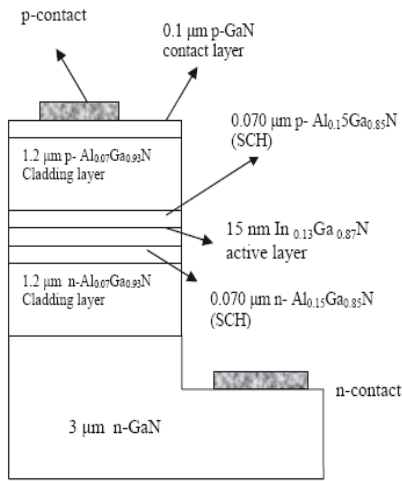 p-contact
0.1 µm p-GaN
contact layer
0.070 µm p- Al0.15Ga0.85N
(SCH)
1.2 µm p- Al0.07Ga0.93N
Cladding layer
15 nm In 0.13Ga 0.87N
active layer
1.2 µm n-Al0.07Ga0.93N
Cladding layer
0.070 µm n- Al0.15Ga0.85N
(SCH)
n-contact
3 µm n-GaN